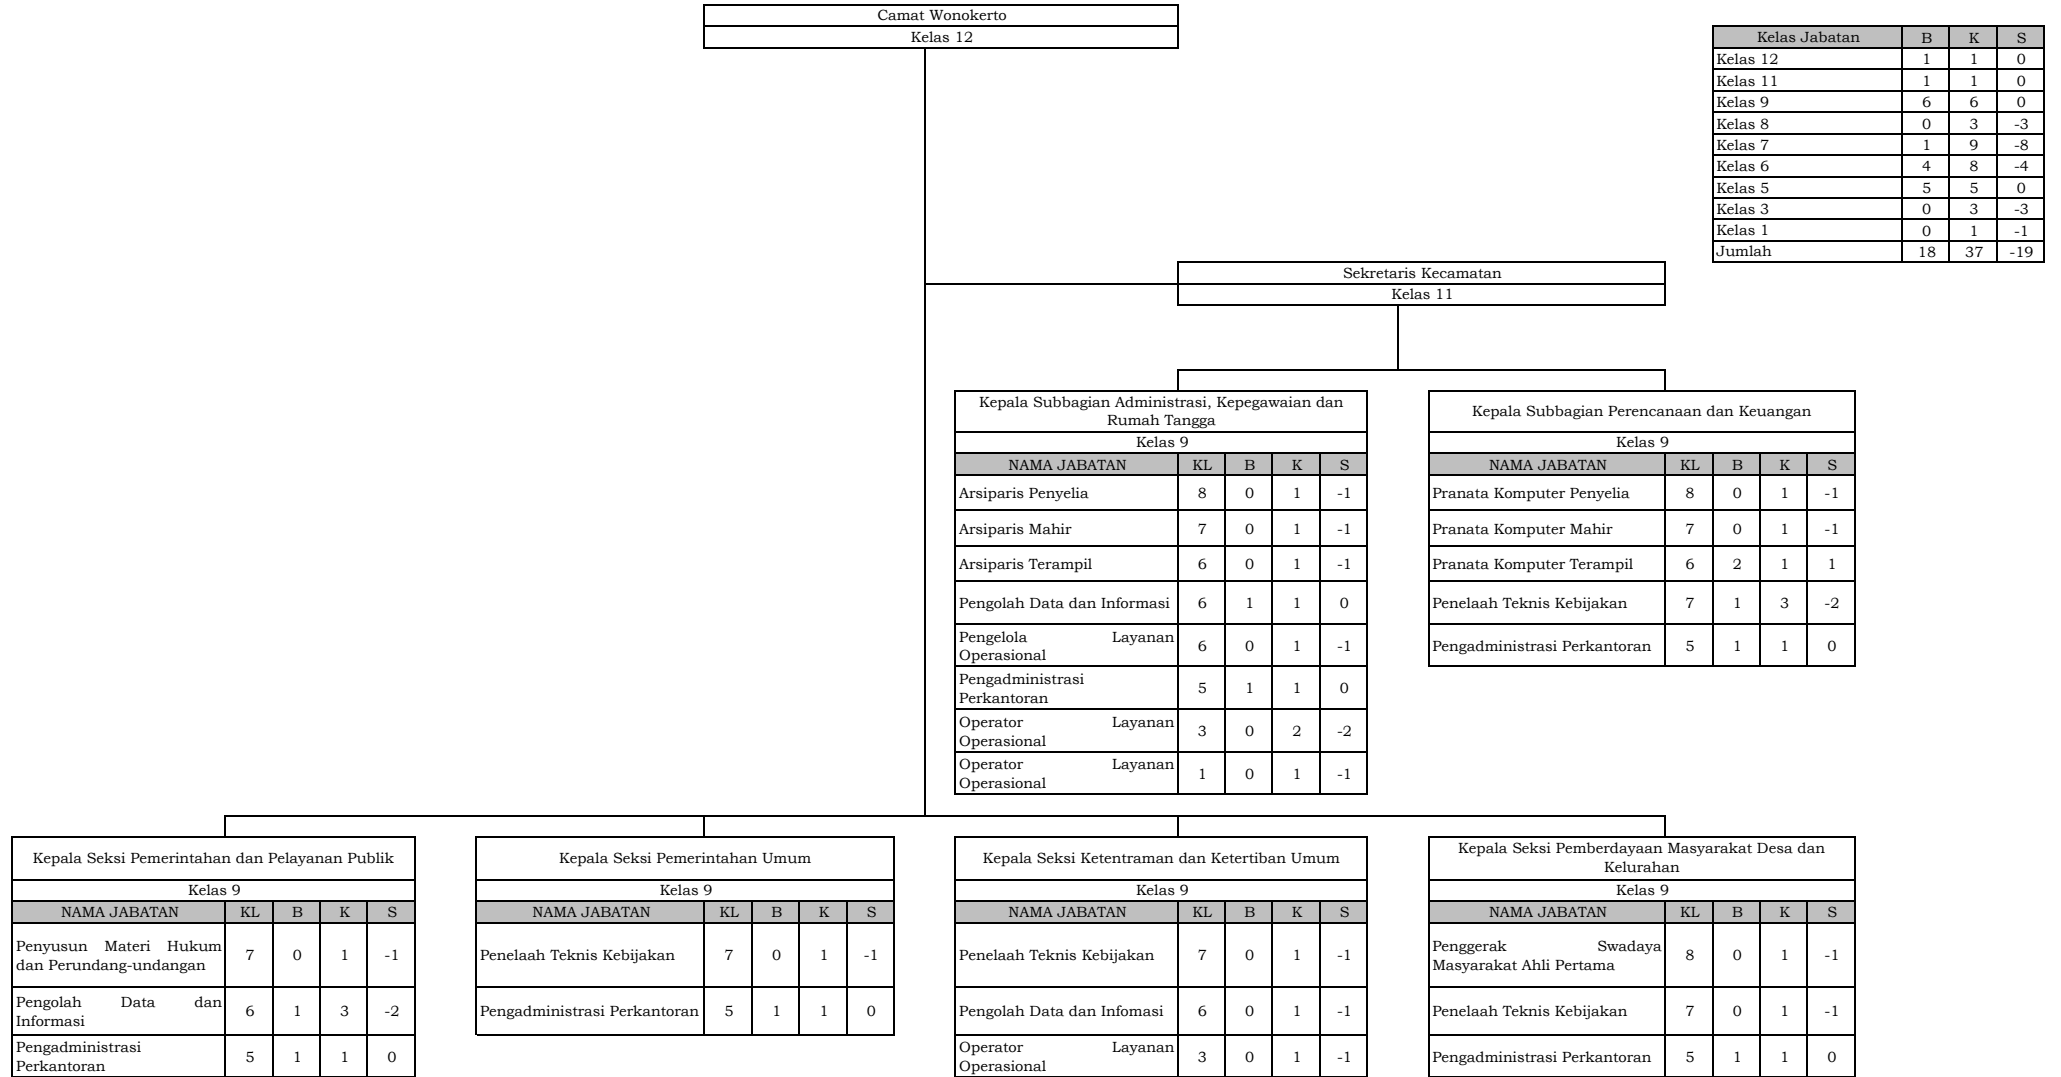 Camat Wonokerto
Kelas 12
Kelas Jabatan B K S
Kelas 12 1 1 0
Kelas 11 1 1 0
Kelas 9 6 6 0
Kelas 8 0 3 -3
Kelas 7 1 9 -8
Kelas 6 4 8 -4
Kelas 5 5 5 0
Kelas 3 0 3 -3
Kelas 1 0 1 -1
Jumlah 18 37 -19
Sekretaris Kecamatan
Kelas 11
Kepala Subbagian Administrasi, Kepegawaian dan
Rumah Tangga
Kelas 9
NAMA JABATAN KL B K S
Arsiparis Penyelia 8 0 1 -1
Arsiparis Mahir 7 0 1 -1
Arsiparis Terampil 6 0 1 -1
Pengolah Data dan Informasi 6 1 1 0
Pengelola Layanan
Operasional 6 0 1 -1
Pengadministrasi
Perkantoran 5 1 1 0
Operator Layanan
Operasional 3 0 2 -2
Operator Layanan
Operasional 1 0 1 -1
Kepala Subbagian Perencanaan dan Keuangan
Kelas 9
NAMA JABATAN KL B K S
Pranata Komputer Penyelia 8 0 1 -1
Pranata Komputer Mahir 7 0 1 -1
Pranata Komputer Terampil 6 2 1 1
Penelaah Teknis Kebijakan 7 1 3 -2
Pengadministrasi Perkantoran 5 1 1 0
Kepala Seksi Pemerintahan dan Pelayanan Publik
Kelas 9
NAMA JABATAN KL B K S
Penyusun Materi Hukum
dan Perundang-undangan 7 0 1 -1
Pengolah Data dan
Informasi 6 1 3 -2
Pengadministrasi
Perkantoran 5 1 1 0
Kepala Seksi Pemerintahan Umum
Kelas 9
NAMA JABATAN KL B K S
Penelaah Teknis Kebijakan 7 0 1 -1
Pengadministrasi Perkantoran 5 1 1 0
Kepala Seksi Ketentraman dan Ketertiban Umum
Kelas 9
NAMA JABATAN KL B K S
Penelaah Teknis Kebijakan 7 0 1 -1
Pengolah Data dan Infomasi 6 0 1 -1
Operator Layanan
Operasional 3 0 1 -1
Kepala Seksi Pemberdayaan Masyarakat Desa dan
Kelurahan
Kelas 9
NAMA JABATAN KL B K S
Penggerak Swadaya
Masyarakat Ahli Pertama 8 0 1 -1
Penelaah Teknis Kebijakan 7 0 1 -1
Pengadministrasi Perkantoran 5 1 1 0